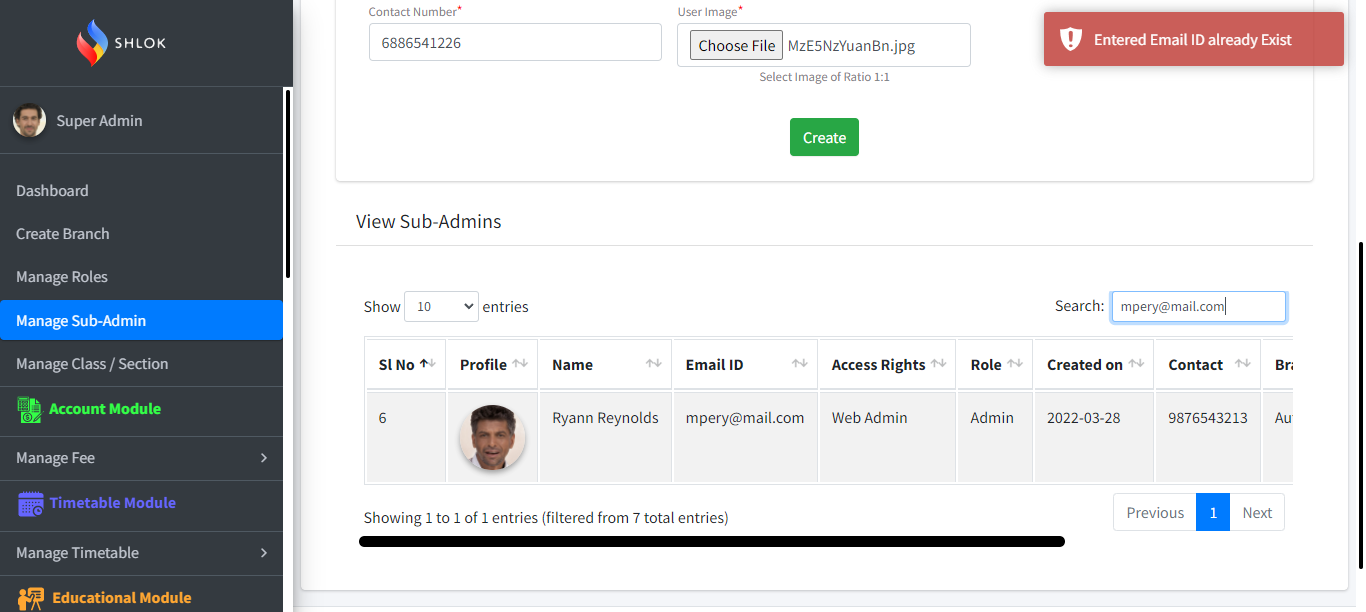 SHLOK
Super Admin
Dashboard
Create Branch
Manage Roles
Manage Sub-Admin
Manage Class / Section
Account Module
Manage Fee
Timetable Module
Manage Timetable
Educational Module
Contact Number* User Image*
6886541226 Choose File MzE5NzYuanBn.jpg
Select Image of Ratio 1:1
Entered Email ID already Exist
Create
View Sub-Admins
Show 10 entries Search: mpery@mail.com
Sl No Profile Name Email ID Access Rights Role Created on Contact Bra
6 Ryann Reynolds mpery@mail.com Web Admin Admin 2022-03-28 9876543213 Au
Showing 1 to 1 of 1 entries (filtered from 7 total entries) Previous 1 Next